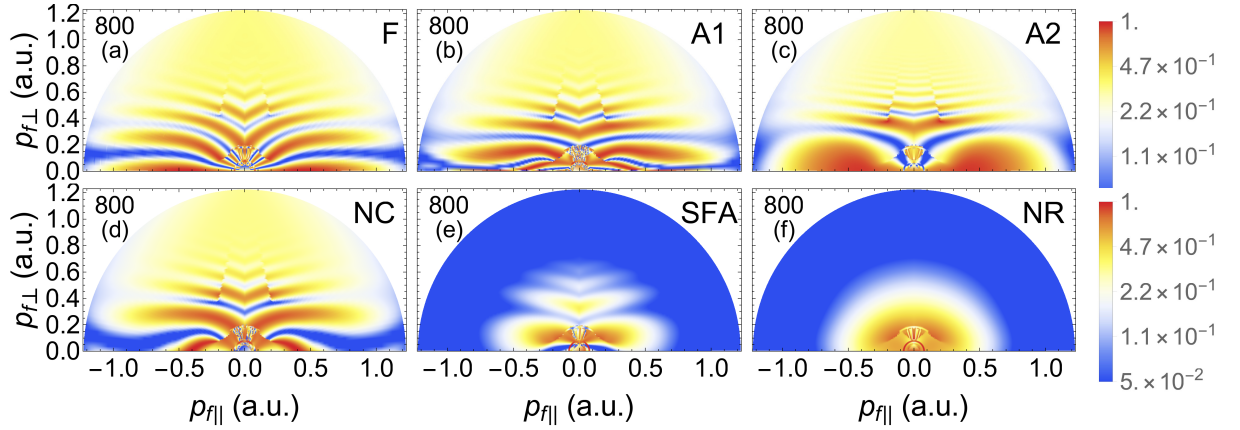 1.2
1.0
0.8
0.6
0.4
0.2
0.0
p_f⊥ (a.u.)
800
(a)
F
800
(b)
A1
800
(c)
A2
1.
4.7 × 10⁻¹
2.2 × 10⁻¹
1.1 × 10⁻¹
1.2
1.0
0.8
0.6
0.4
0.2
0.0
p_f⊥ (a.u.)
800
(d)
NC
800
(e)
SFA
800
(f)
NR
1.
4.7 × 10⁻¹
2.2 × 10⁻¹
1.1 × 10⁻¹
5. × 10⁻²
−1.0 −0.5 0.0 0.5 1.0
−1.0 −0.5 0.0 0.5 1.0
−1.0 −0.5 0.0 0.5 1.0
p_f|| (a.u.)
p_f|| (a.u.)
p_f|| (a.u.)